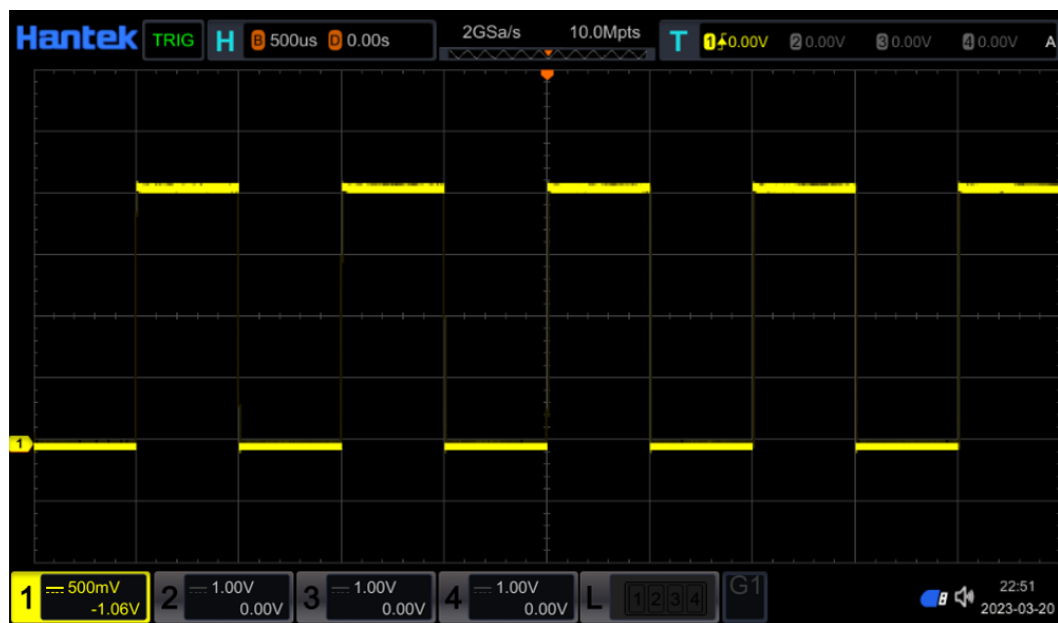 Hantek TRIG H B 500us D 0.00s 2GSa/s 10.0Mpts T 1 0.00V 2 0.00V 3 0.00V 4 0.00V A
1
1 500mV -1.06V 2 1.00V 0.00V 3 1.00V 0.00V 4 1.00V 0.00V L 1 2 3 4 G1
22:51
2023-03-20